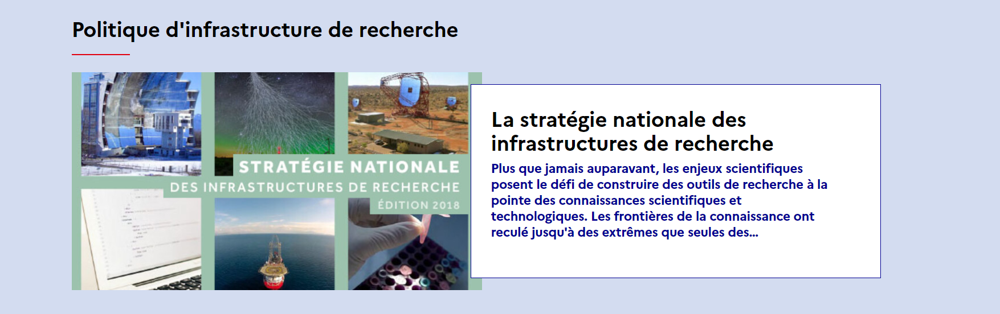 Politique d'infrastructure de recherche
STRATÉGIE NATIONALE
DES INFRASTRUCTURES DE RECHERCHE
ÉDITION 2018
La stratégie nationale des
infrastructures de recherche
Plus que jamais auparavant, les enjeux scientifiques
posent le défi de construire des outils de recherche à la
pointe des connaissances scientifiques et
technologiques. Les frontières de la connaissance ont
reculé jusqu'à des extrêmes que seules des...